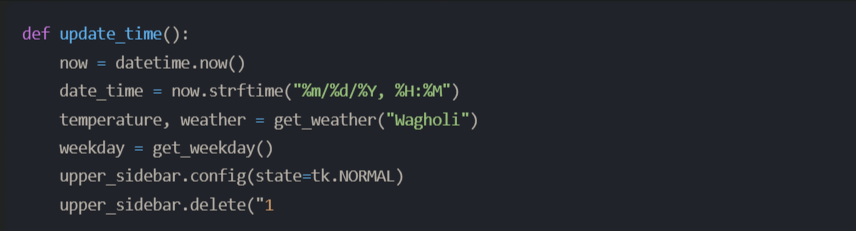 def update_time():
    now = datetime.now()
    date_time = now.strftime("%m/%d/%Y, %H:%M")
    temperature, weather = get_weather("Wagholi")
    weekday = get_weekday()
    upper_sidebar.config(state=tk.NORMAL)
    upper_sidebar.delete("1